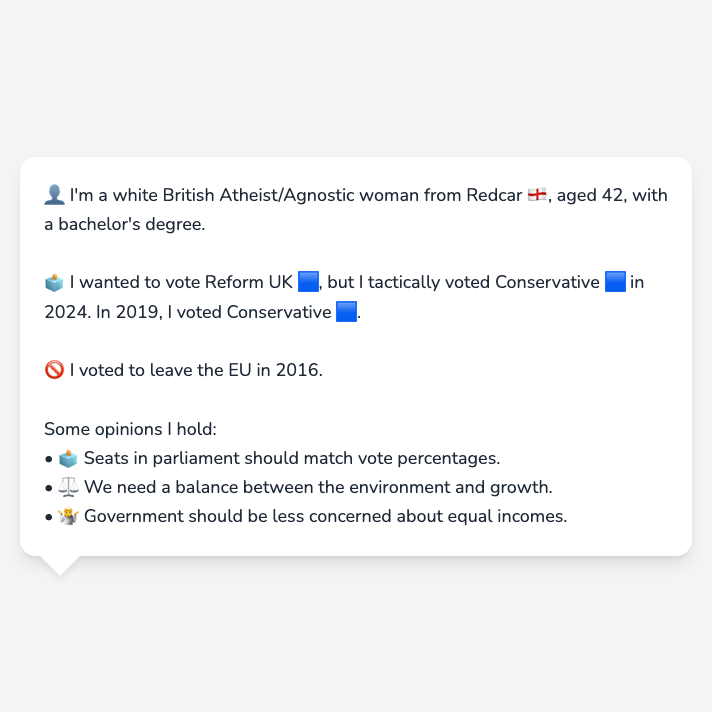 👤 I'm a white British Atheist/Agnostic woman from Redcar 🏴󠁧󠁢󠁥󠁮󠁧󠁿, aged 42, with
a bachelor's degree.
🗳️ I wanted to vote Reform UK 🟦, but I tactically voted Conservative 🟦 in
2024. In 2019, I voted Conservative 🟦.
🚫 I voted to leave the EU in 2016.
Some opinions I hold:
• 🗳️ Seats in parliament should match vote percentages.
• ⚖️ We need a balance between the environment and growth.
• 🤷 Government should be less concerned about equal incomes.